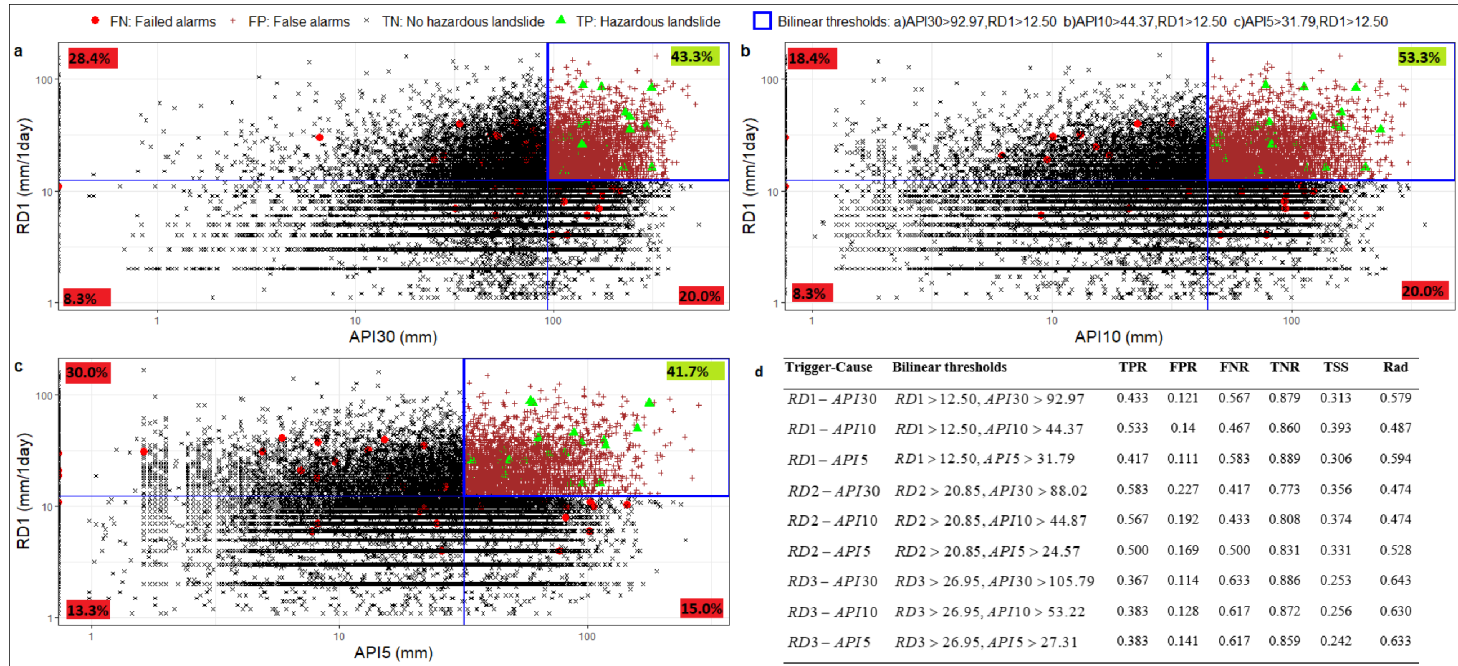 FN: Failed alarms + FP: False alarms × TN: No hazardous landslide TP: Hazardous landslide Bilinear thresholds: a)API30>92.97,RD1>12.50 b)API10>44.37,RD1>12.50 c)API5>31.79,RD1>12.50
a
28.4%
43.3%
100
10
1
RD1 (mm/1day)
8.3%
20.0%
1 10 100
API30 (mm)
b
18.4%
53.3%
100
10
1
RD1 (mm/1day)
8.3%
20.0%
1 10 100
API10 (mm)
c
30.0%
41.7%
100
10
1
RD1 (mm/1day)
13.3%
15.0%
1 10 100
API5 (mm)
d
Trigger-Cause Bilinear thresholds TPR FPR FNR TNR TSS Rad
RD1−API30 RD1>12.50, API30>92.97 0.433 0.121 0.567 0.879 0.313 0.579
RD1−API10 RD1>12.50, API10>44.37 0.533 0.14 0.467 0.860 0.393 0.487
RD1−API5 RD1>12.50, API5>31.79 0.417 0.111 0.583 0.889 0.306 0.594
RD2−API30 RD2>20.85, API30>88.02 0.583 0.227 0.417 0.773 0.356 0.474
RD2−API10 RD2>20.85, API10>44.87 0.567 0.192 0.433 0.808 0.374 0.474
RD2−API5 RD2>20.85, API5>24.57 0.500 0.169 0.500 0.831 0.331 0.528
RD3−API30 RD3>26.95, API30>105.79 0.367 0.114 0.633 0.886 0.253 0.643
RD3−API10 RD3>26.95, API10>53.22 0.383 0.128 0.617 0.872 0.256 0.630
RD3−API5 RD3>26.95, API5>27.31 0.383 0.141 0.617 0.859 0.242 0.633